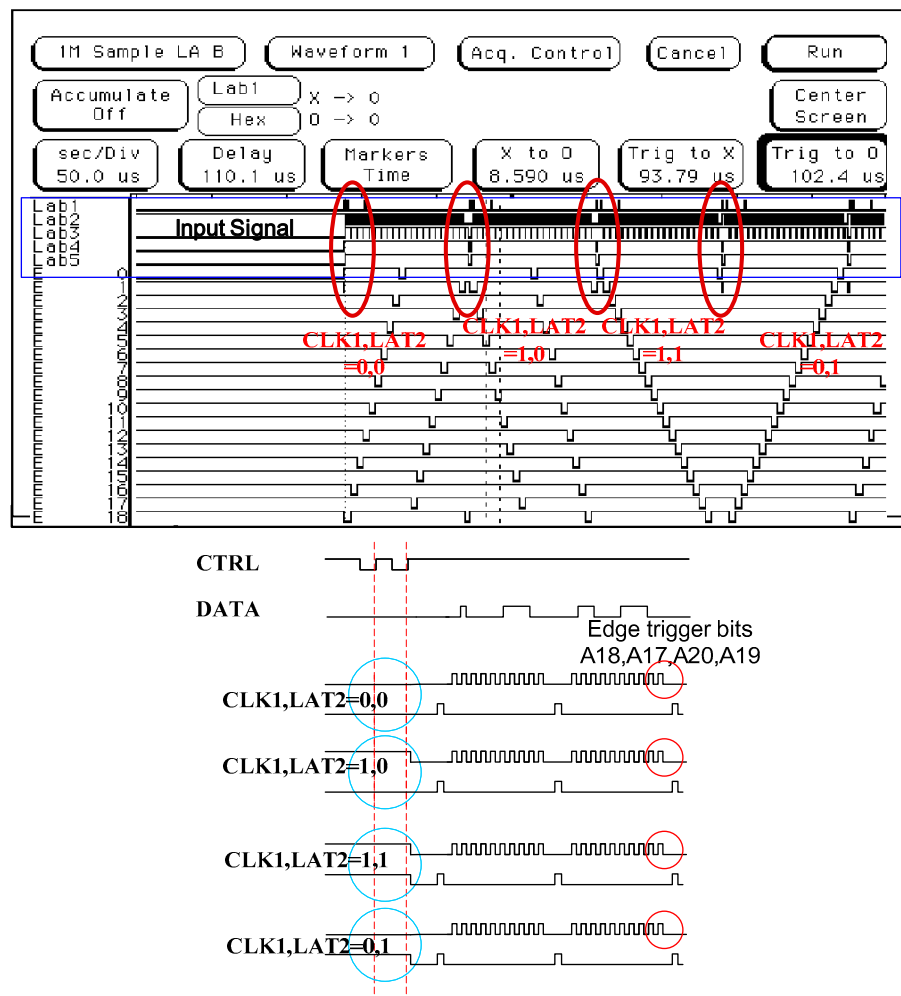 1M Sample LA B Waveform 1 Acq. Control Cancel Run
Accumulate Off Lab1 X -> O Center Screen
Hex O -> O
sec/Div Delay Markers X to O Trig to X Trig to O
50.0 us 110.1 us Time 8.590 us 93.79 us 102.4 us
Lab1
Lab2
Lab3
Input Signal
Lab4
Lab5
E 0
E 1
E 2
E 3
E 4
E 5
E 6
E 7
E 8
E 9
E 10
E 11
E 12
E 13
E 14
E 15
E 16
E 17
E 18
CLK1,LAT2 =0,0
CLK1,LAT2 =1,0
CLK1,LAT2 =1,1
CLK1,LAT2 =0,1
CTRL
DATA
Edge trigger bits
A18,A17,A20,A19
CLK1,LAT2=0,0
CLK1,LAT2=1,0
CLK1,LAT2=1,1
CLK1,LAT2=0,1